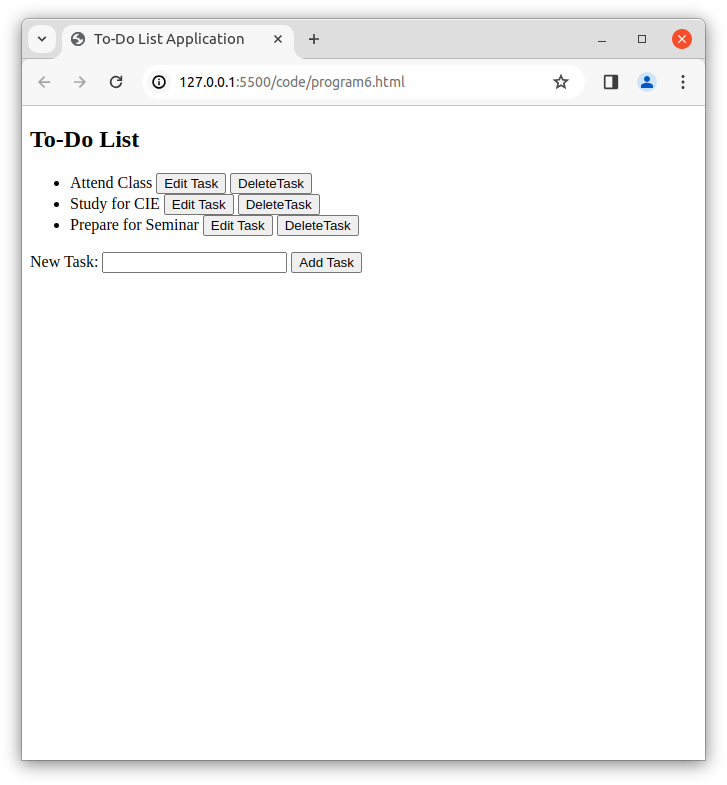 To-Do List Application
127.0.0.1:5500/code/program6.html
To-Do List
Attend Class Edit Task DeleteTask
Study for CIE Edit Task DeleteTask
Prepare for Seminar Edit Task DeleteTask
New Task: Add Task